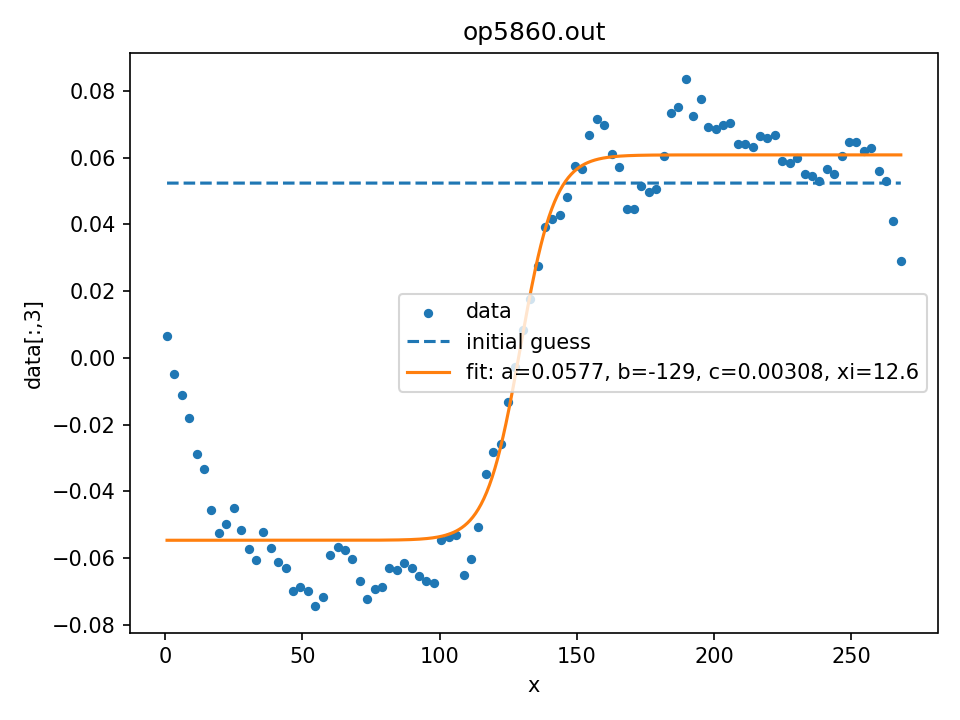 op5860.out
0.08
0.06
0.04
0.02
0.00
−0.02
−0.04
−0.06
−0.08
data[:,3]
data
initial guess
fit: a=0.0577, b=-129, c=0.00308, xi=12.6
0 50 100 150 200 250
x